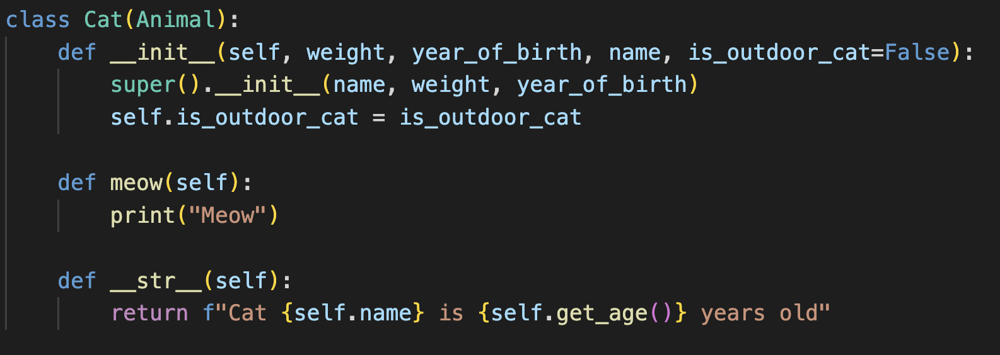 class Cat(Animal):
    def __init__(self, weight, year_of_birth, name, is_outdoor_cat=False):
        super().__init__(name, weight, year_of_birth)
        self.is_outdoor_cat = is_outdoor_cat

    def meow(self):
        print("Meow")

    def __str__(self):
        return f"Cat {self.name} is {self.get_age()} years old"